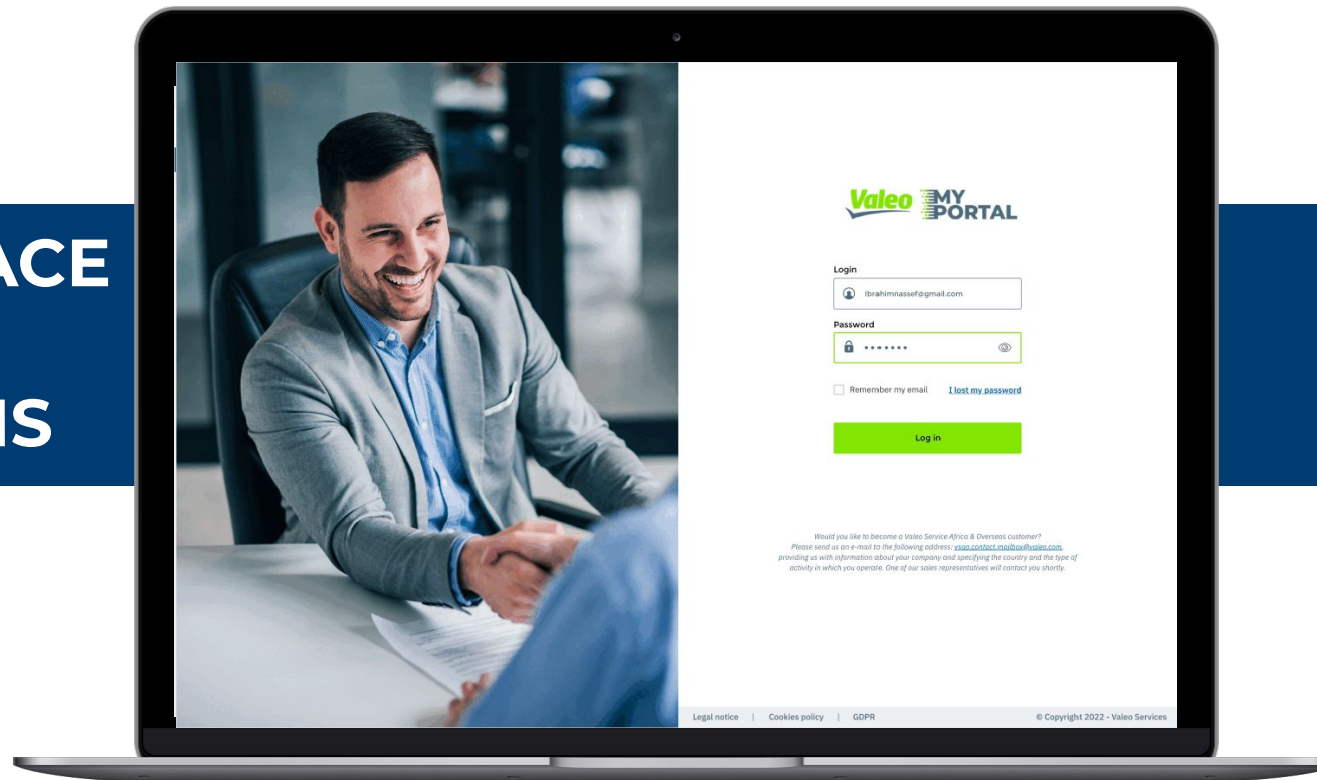 ACE
Valeo MY
PORTAL
Login
Ibrahimnassef@gmail.com
Password
•••••••
Remember my email I lost my password
Log in
Would you like to become a Valeo Service Africa & Overseas customer?
Please send us an e-mail to the following address: vsao.contact.mailbox@valeo.com,
providing us with information about your company and specifying the country and the type of
activity in which you operate. One of our sales representatives will contact you shortly.
Legal notice | Cookies policy | GDPR © Copyright 2022 - Valeo Services